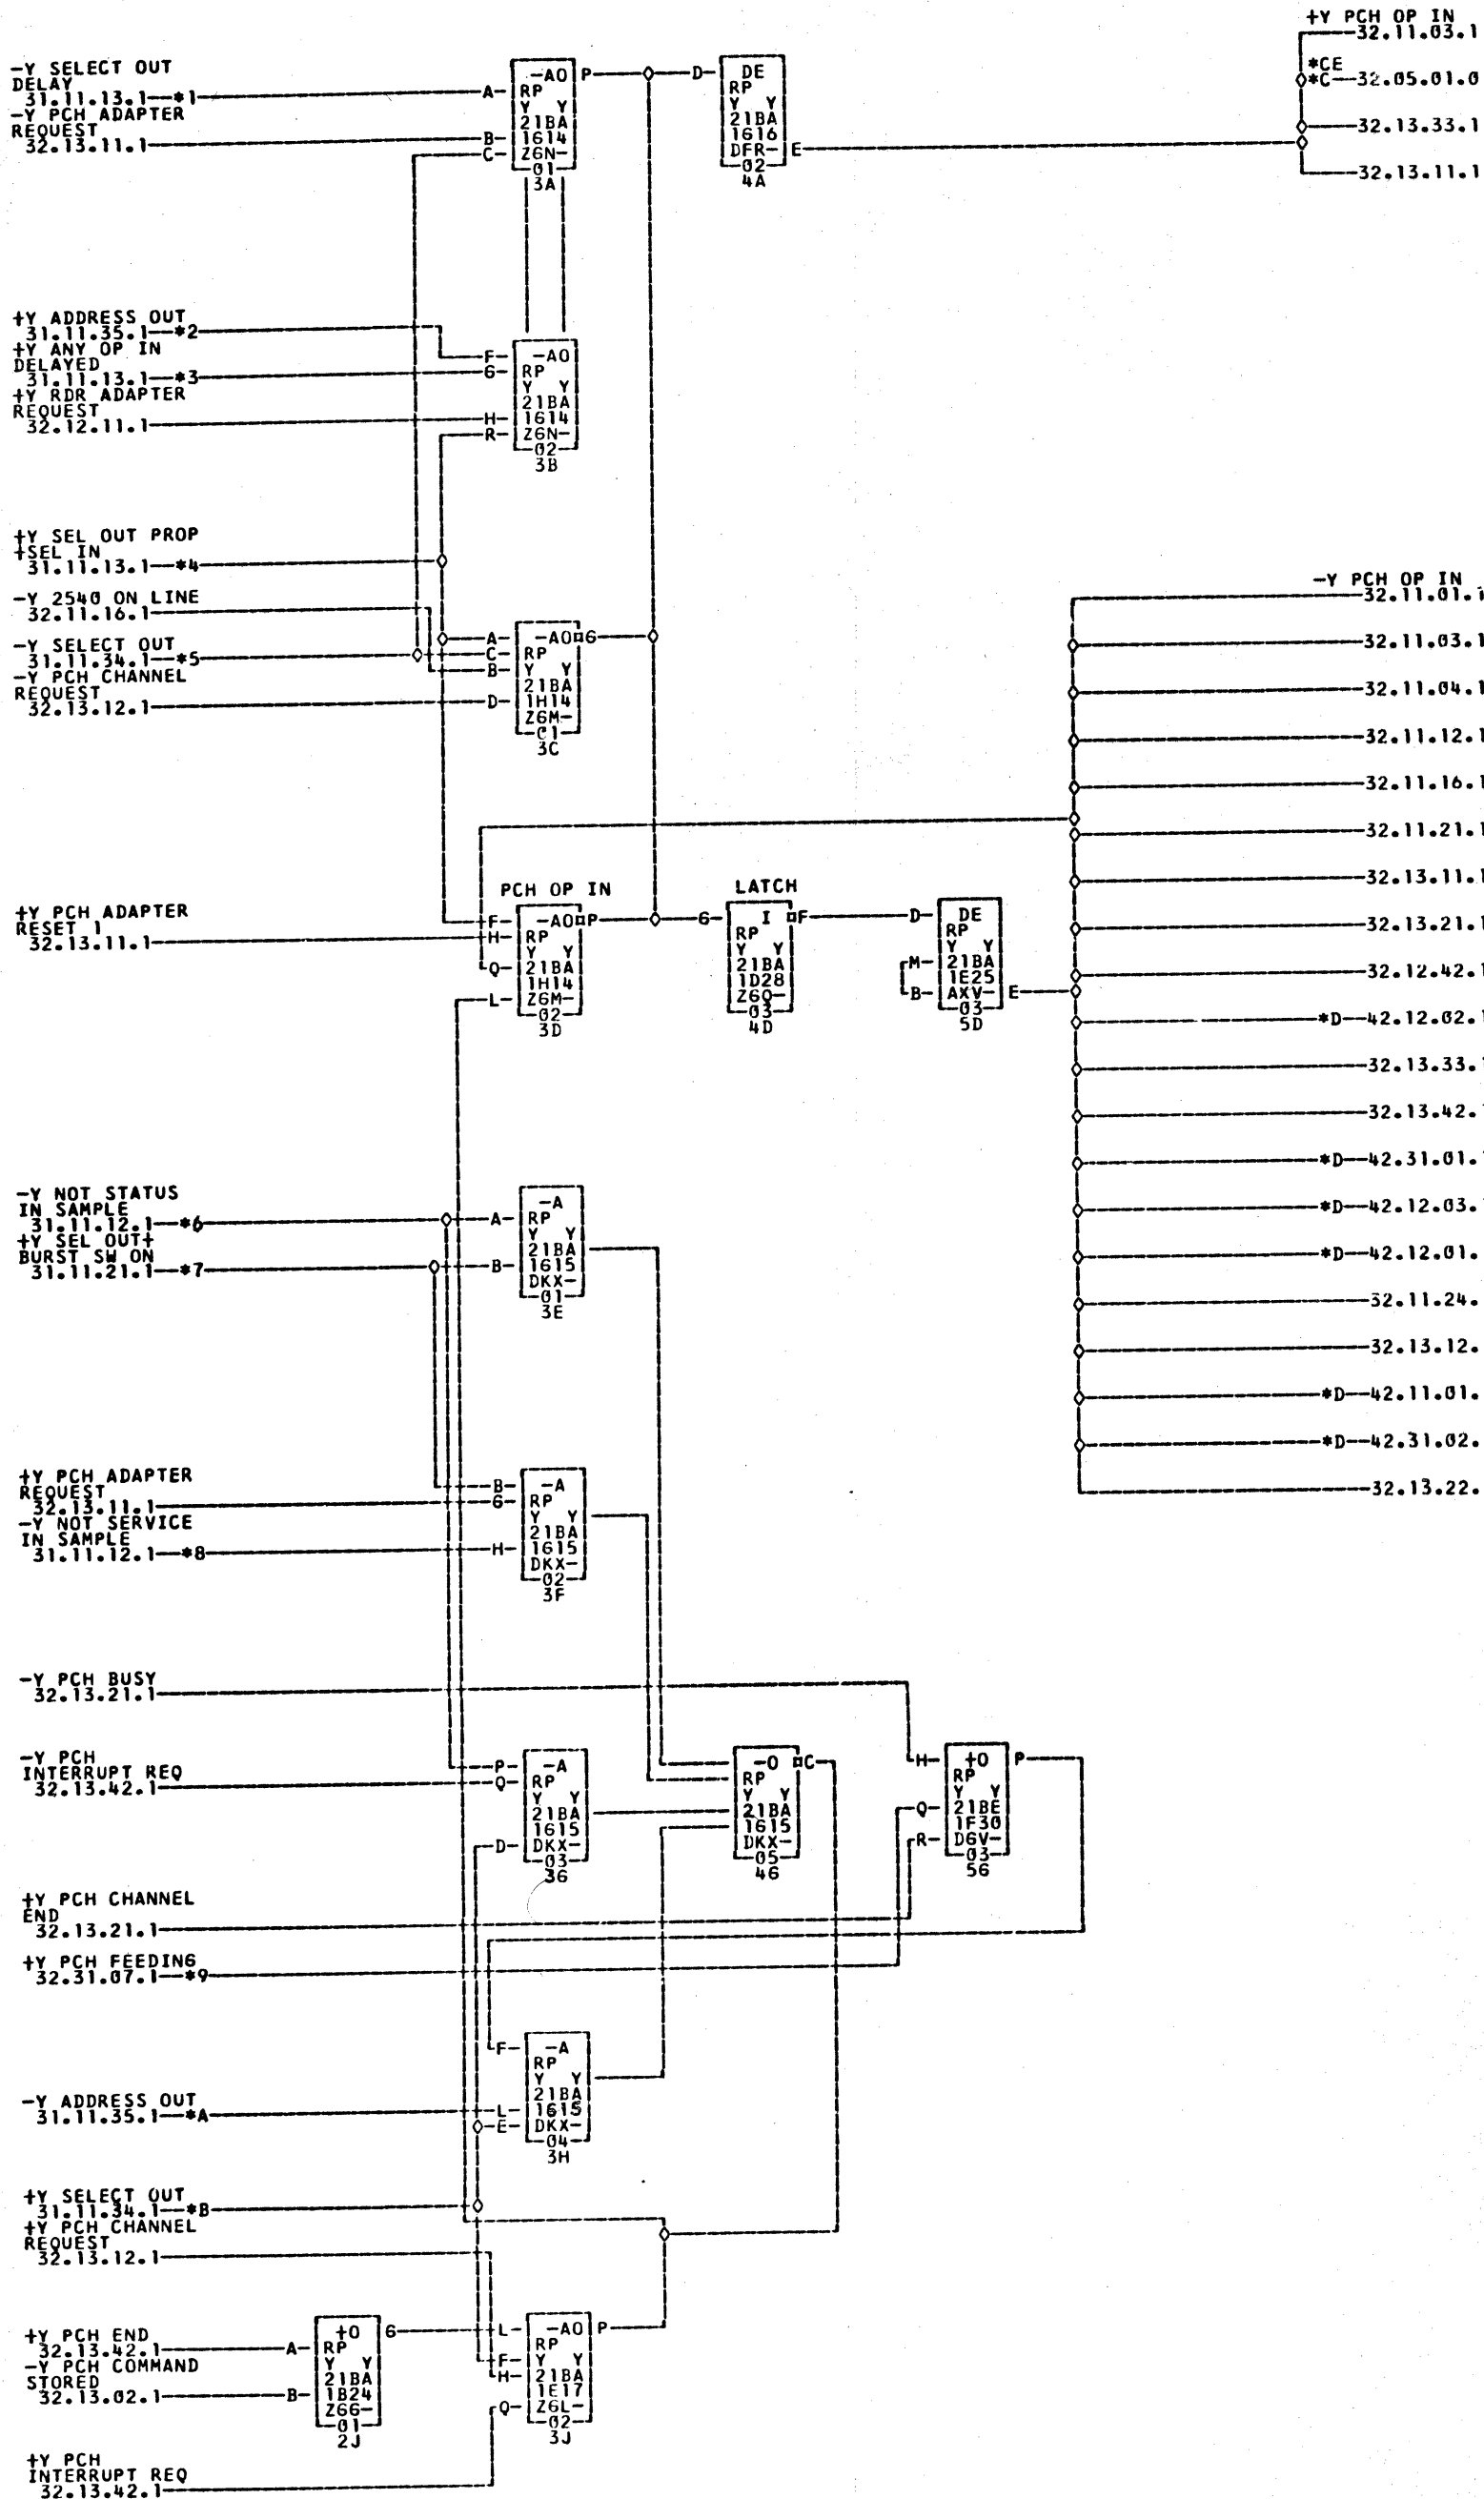 -Y SELECT OUT
DELAY
31.11.13.1—*1
-Y PCH ADAPTER
REQUEST
32.13.11.1
A-
B-
C-
-AO P
RP
Y Y
21BA
1614
Z6N-
01
3A
D-
DE
RP
Y Y
21BA
1616
DFR- E
02
4A
+Y PCH OP IN
32.11.03.1
*CE
*C—32.05.01.0
32.13.33.1
32.13.11.1
+Y ADDRESS OUT
31.11.35.1—*2
+Y ANY OP IN
DELAYED
31.11.13.1—*3
+Y RDR ADAPTER
REQUEST
32.12.11.1
F-
G-
H-
R-
-AO
RP
Y Y
21BA
1614
Z6N-
02
3B
+Y SEL OUT PROP
+SEL IN
31.11.13.1—*4
-Y 2540 ON LINE
32.11.16.1
-Y SELECT OUT
31.11.34.1—*5
-Y PCH CHANNEL
REQUEST
32.13.12.1
A-
C-
B-
D-
-AO G
RP
Y Y
21BA
1H14
Z6M-
C1
3C
-Y PCH OP IN
32.11.01.1
32.11.03.1
32.11.04.1
32.11.12.1
32.11.16.1
32.11.21.1
32.13.11.1
32.13.21.1
32.12.42.1
*D—42.12.02.1
32.13.33.
32.13.42.
*D—42.31.01.
*D—42.12.03.
*D—42.12.01.
32.11.24.
32.13.12.
*D—42.11.01.
*D—42.31.02.
32.13.22.
+Y PCH ADAPTER
RESET 1
32.13.11.1
PCH OP IN
F-
H-
Q-
L-
-AO P
RP
Y Y
21BA
1H14
Z6M-
02
3D
LATCH
G-
I F
RP
Y Y
21BA
1D28
Z6Q-
03
4D
D-
M-
B-
DE
RP
Y Y
21BA
1E25
AXV- E
03
5D
-Y NOT STATUS
IN SAMPLE
31.11.12.1—*6
+Y SEL OUT+
BURST SW ON
31.11.21.1—*7
A-
B-
-A
RP
Y Y
21BA
1615
DKX-
01
3E
+Y PCH ADAPTER
REQUEST
32.13.11.1
-Y NOT SERVICE
IN SAMPLE
31.11.12.1—*8
B-
G-
H-
-A
RP
Y Y
21BA
1615
DKX-
02
3F
-Y PCH BUSY
32.13.21.1
-Y PCH
INTERRUPT REQ
32.13.42.1
P-
Q-
D-
-A
RP
Y Y
21BA
1615
DKX-
03
36
-O C
RP
Y Y
21BA
1615
DKX-
05
46
H-
Q-
R-
+O P
RP
Y Y
21BE
1F30
D6V-
03
56
+Y PCH CHANNEL
END
32.13.21.1
+Y PCH FEEDING
32.31.07.1—*9
-Y ADDRESS OUT
31.11.35.1—*A
F-
L-
E-
-A
RP
Y Y
21BA
1615
DKX-
04
3H
+Y SELECT OUT
31.11.34.1—*B
+Y PCH CHANNEL
REQUEST
32.13.12.1
+Y PCH END
32.13.42.1
-Y PCH COMMAND
STORED
32.13.02.1
A-
B-
+O G
RP
Y Y
21BA
1B24
Z66-
01
2J
L-
F-
H-
Q-
-AO P
RP
Y Y
21BA
1E17
Z6L-
02
3J
+Y PCH
INTERRUPT REQ
32.13.42.1